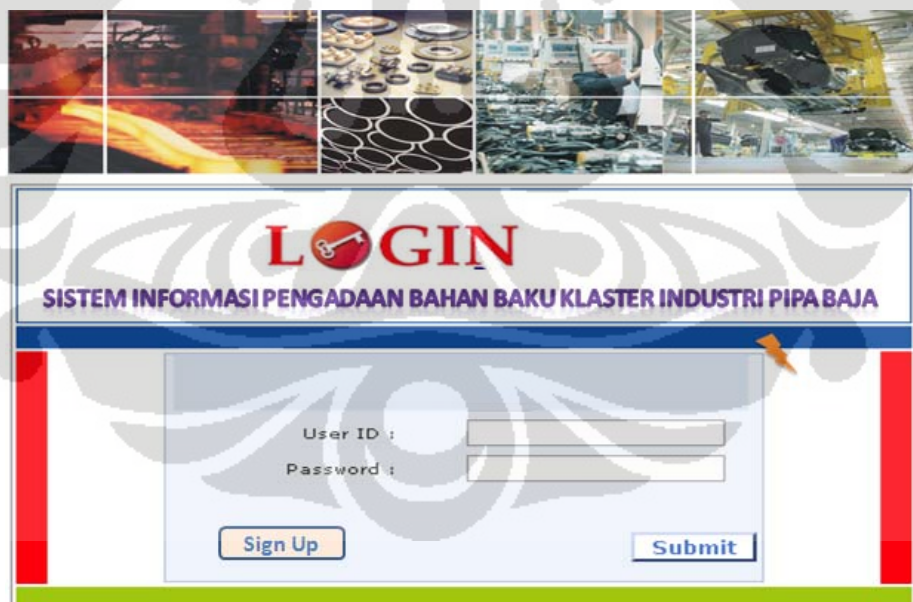 LOGIN
SISTEM INFORMASI PENGADAAN BAHAN BAKU KLASTER INDUSTRI PIPA BAJA
User ID :
Password :
Sign Up
Submit